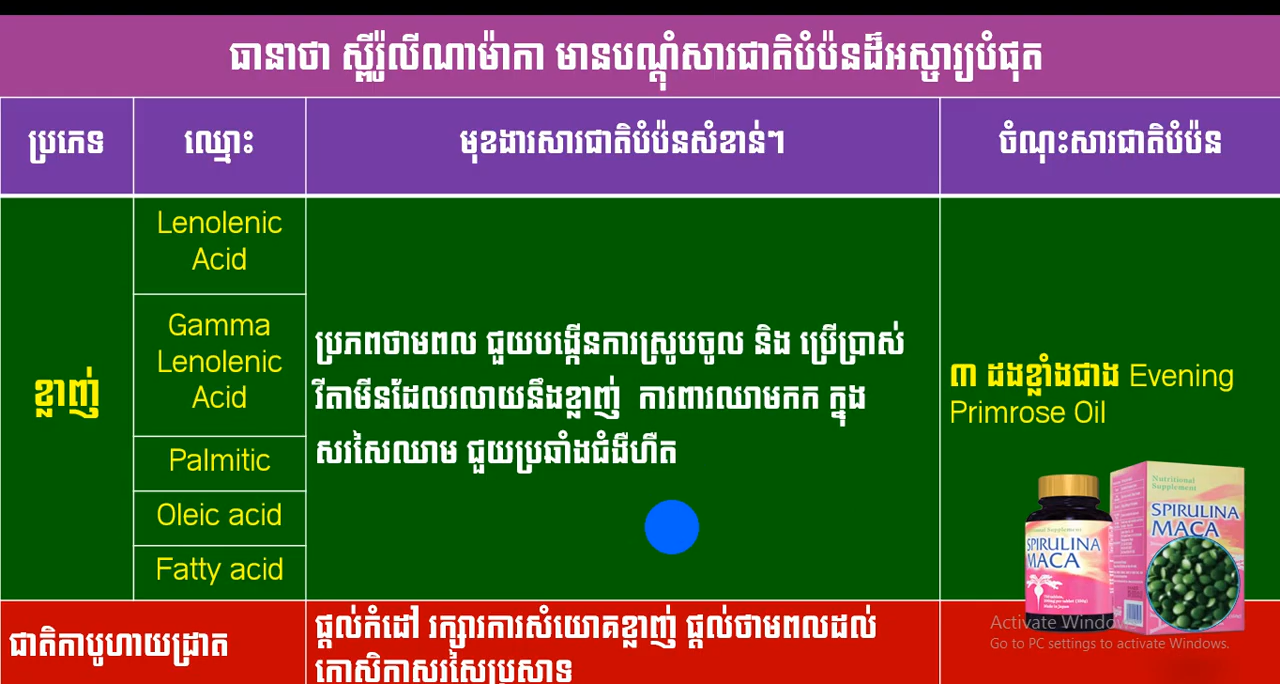 ធានាថា ស្ពីរ៉ូលីណាម៉ាកា មានបណ្តុំសារជាតិបំប៉នដ៏អស្ចារ្យបំផុត
ប្រភេទ
ឈ្មោះ
មុខងារសារជាតិបំប៉នសំខាន់ៗ
ចំណុះសារជាតិបំប៉ន
ខ្លាញ់
Lenolenic
Acid
Gamma
Lenolenic
Acid
Palmitic
Oleic acid
Fatty acid
ប្រភពថាមពល ជួយបង្កើនការស្រូបចូល និង ប្រើប្រាស់
វីតាមីនដែលរលាយនឹងខ្លាញ់ ការពារឈាមកក ក្នុង
សរសៃឈាម ជួយប្រឆាំងជំងឺហឺត
៣ ដងខ្លាំងជាង Evening
Primrose Oil
Nutritional
Supplement
SPIRULINA
MACA
SPIRULINA
MACA
Made in Japan
Activate Windows
Go to PC settings to activate Windows.
ជាតិកាបូហាយដ្រាត
ផ្តល់កំដៅ រក្សារការសំយោគខ្លាញ់ ផ្តល់ថាមពលដល់
កោសិកាសរសៃប្រសាទ